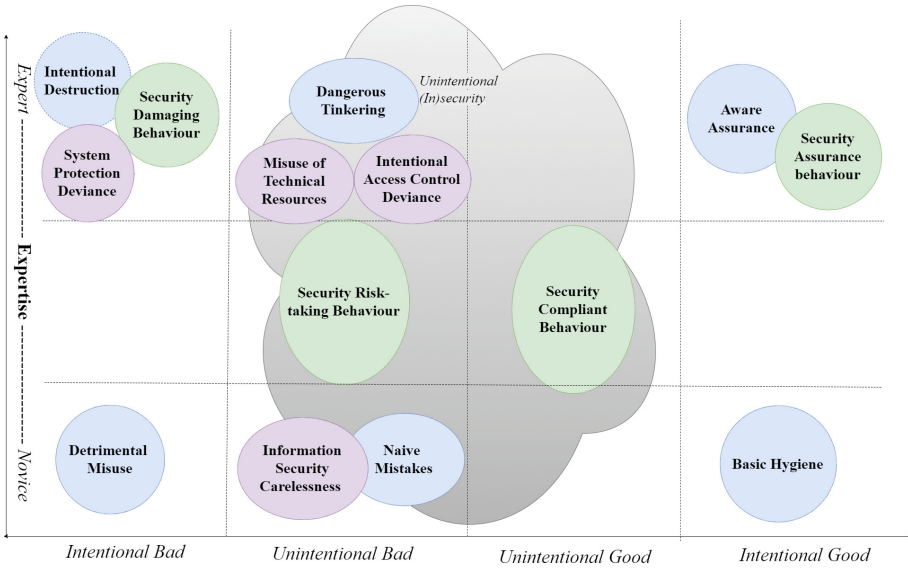 Expert
Expertise
Novice
Intentional
Destruction
Security
Damaging
Behaviour
System
Protection
Deviance
Dangerous
Tinkering
Unintentional
(In)security
Misuse of
Technical
Resources
Intentional
Access Control
Deviance
Aware
Assurance
Security
Assurance
behaviour
Security Risk-
taking Behaviour
Security
Compliant
Behaviour
Detrimental
Misuse
Information
Security
Carelessness
Naive
Mistakes
Basic Hygiene
Intentional Bad
Unintentional Bad
Unintentional Good
Intentional Good